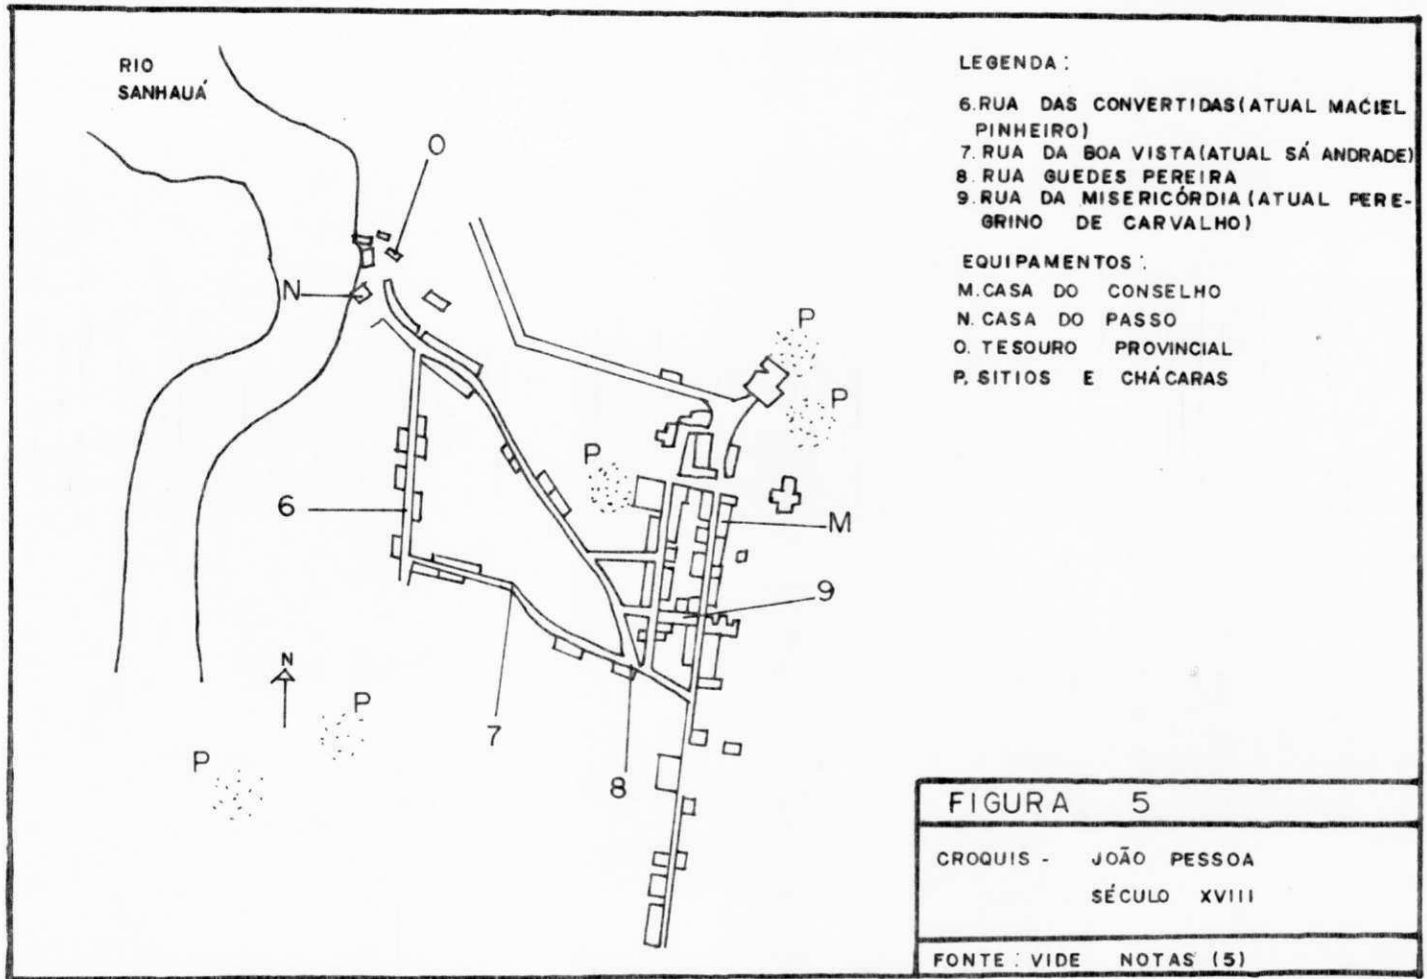 RIO
SANHAUÁ
O
N
P
P
P
6
M
9
7
8
N
P
P
LEGENDA:
6. RUA DAS CONVERTIDAS (ATUAL MACIEL
PINHEIRO)
7. RUA DA BOA VISTA (ATUAL SÁ ANDRADE)
8. RUA GUEDES PEREIRA
9. RUA DA MISERICÓRDIA (ATUAL PERE-
GRINO DE CARVALHO)
EQUIPAMENTOS:
M. CASA DO CONSELHO
N. CASA DO PASSO
O. TESOURO PROVINCIAL
P. SITIOS E CHÁCARAS
FIGURA 5
CROQUIS - JOÃO PESSOA
SÉCULO XVIII
FONTE: VIDE NOTAS (5)